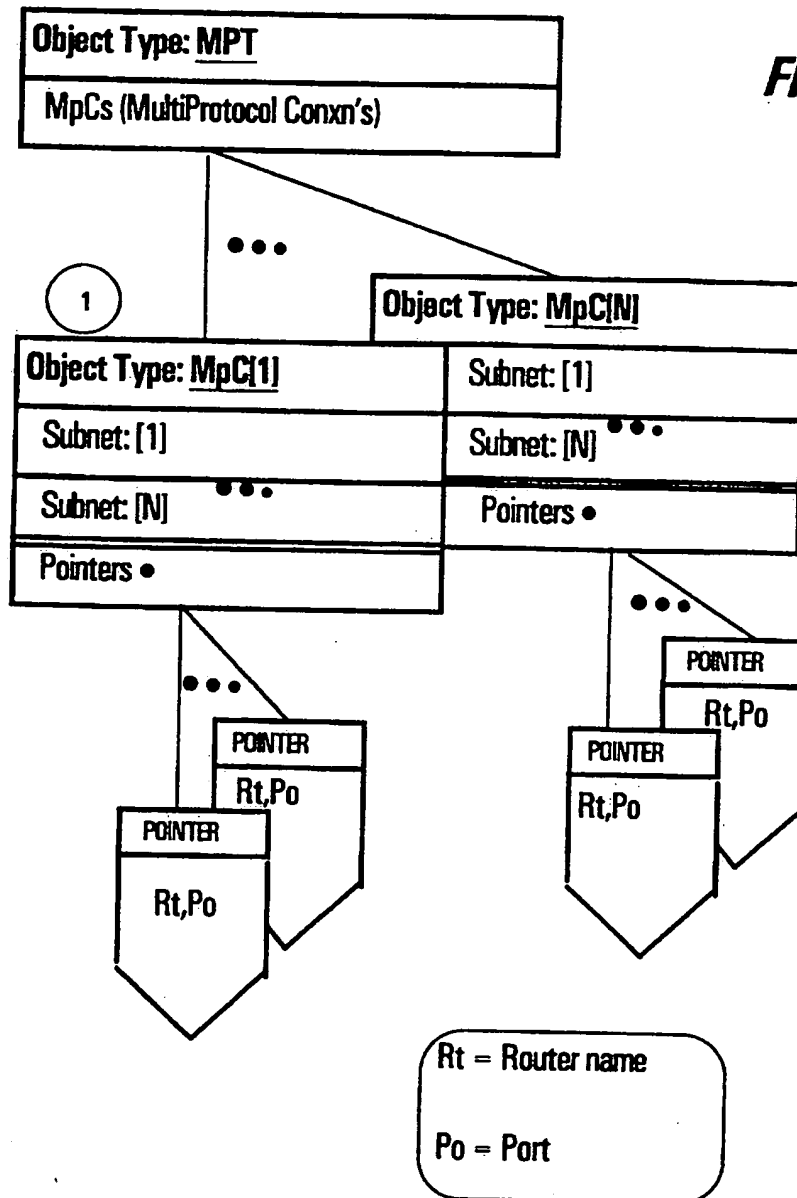 Object Type: MPT
MpCs (MultiProtocol Conxn's)
1
Object Type: MpC[N]
Subnet: [1]
Subnet: [N]
Pointers
Object Type: MpC[1]
Subnet: [1]
Subnet: [N]
Pointers
POINTER
Rt,Po
POINTER
Rt,Po
POINTER
Rt,Po
POINTER
Rt,Po
Rt = Router name
Po = Port